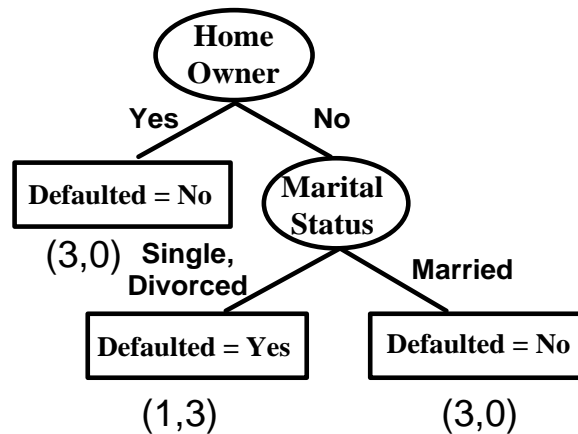 Home
Owner
Yes
No
Defaulted = No
Marital
Status
(3,0)
Single,
Divorced
Married
Defaulted = Yes
Defaulted = No
(1,3)
(3,0)